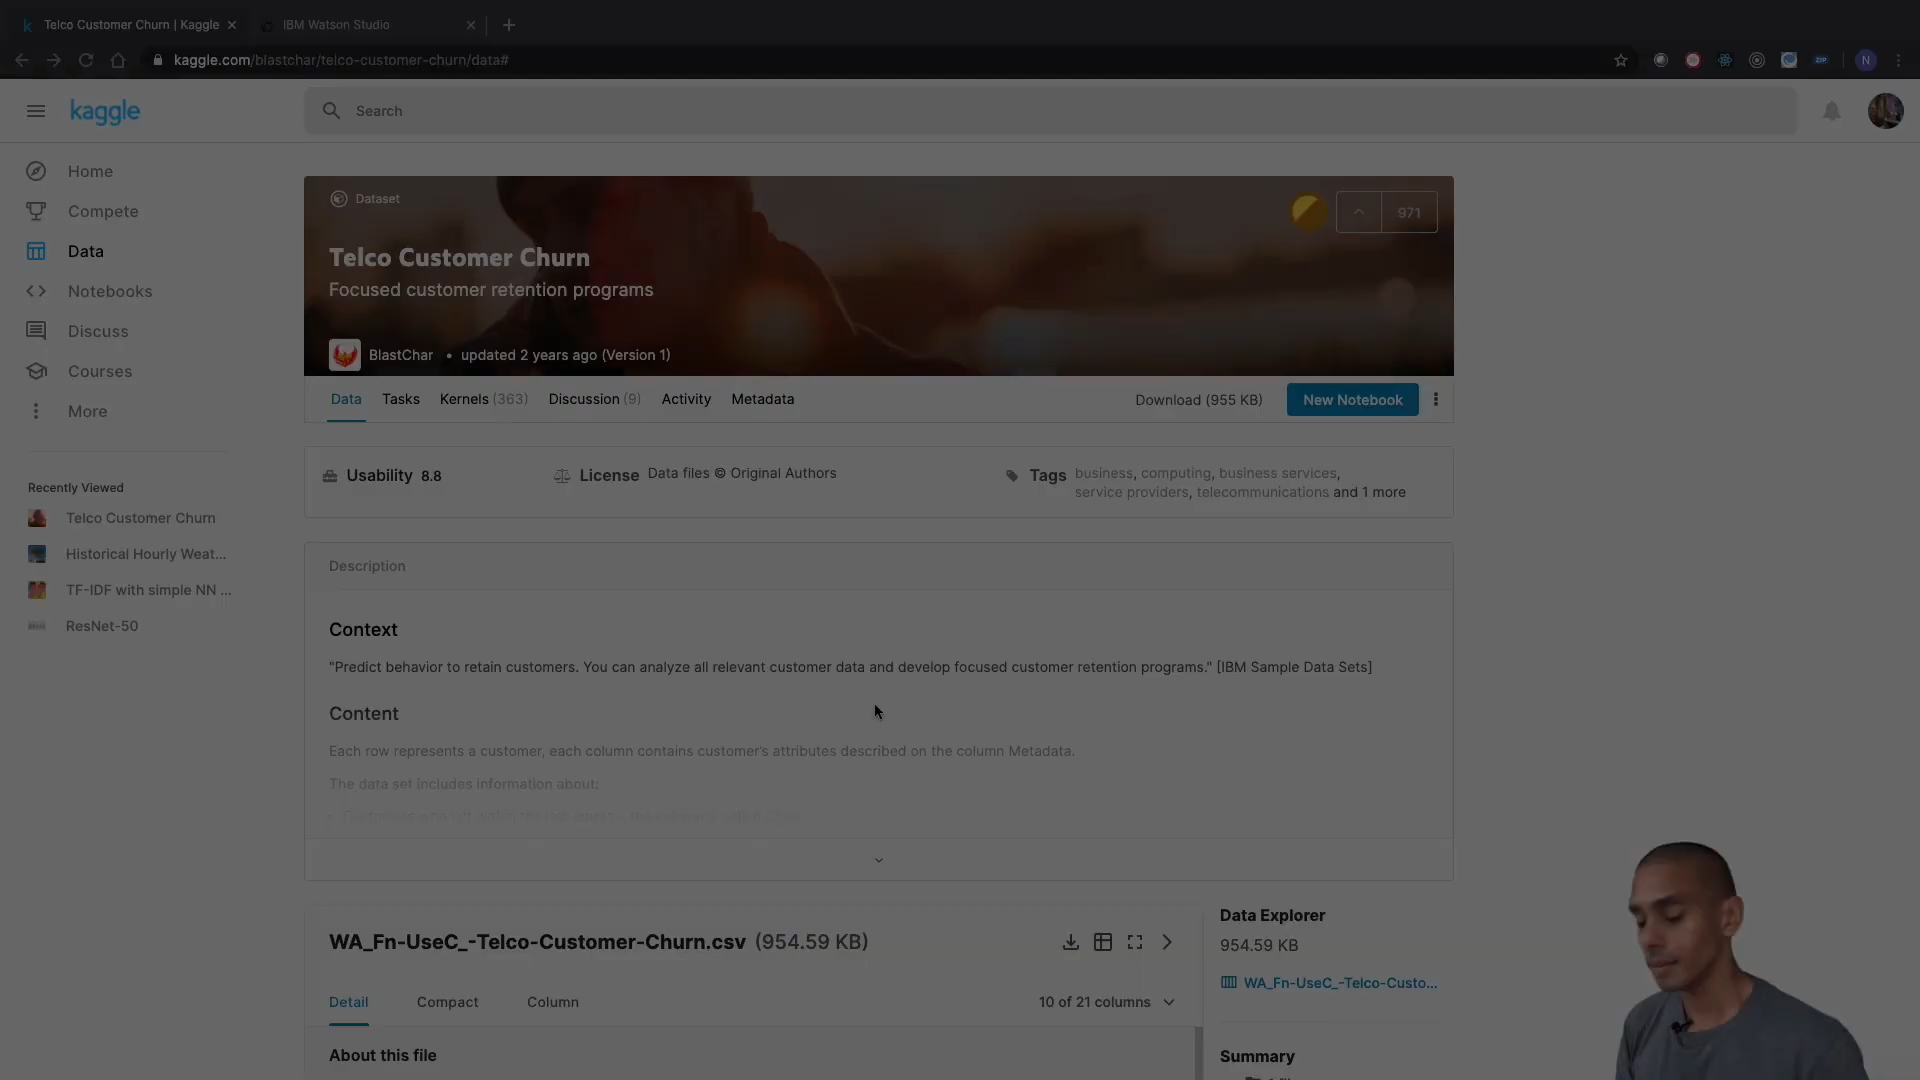 Telco Customer Churn | Kaggle
IBM Watson Studio
kaggle.com/blastchar/telco-customer-churn/data#
ZIP
N
kaggle
Search
Home
Compete
Data
Notebooks
Discuss
Courses
More
Recently Viewed
Telco Customer Churn
Historical Hourly Weat...
TF-IDF with simple NN ...
ResNet-50
Dataset
971
Telco Customer Churn
Focused customer retention programs
BlastChar • updated 2 years ago (Version 1)
Data Tasks Kernels (363) Discussion (9) Activity Metadata Download (955 KB) New Notebook
Usability 8.8 License Data files © Original Authors Tags business, computing, business services,
service providers, telecommunications and 1 more
Description
Context
"Predict behavior to retain customers. You can analyze all relevant customer data and develop focused customer retention programs." [IBM Sample Data Sets]
Content
Each row represents a customer, each column contains customer's attributes described on the column Metadata.
The data set includes information about:
WA_Fn-UseC_-Telco-Customer-Churn.csv (954.59 KB)
Detail Compact Column 10 of 21 columns
About this file
Data Explorer
954.59 KB
WA_Fn-UseC_-Telco-Custo...
Summary